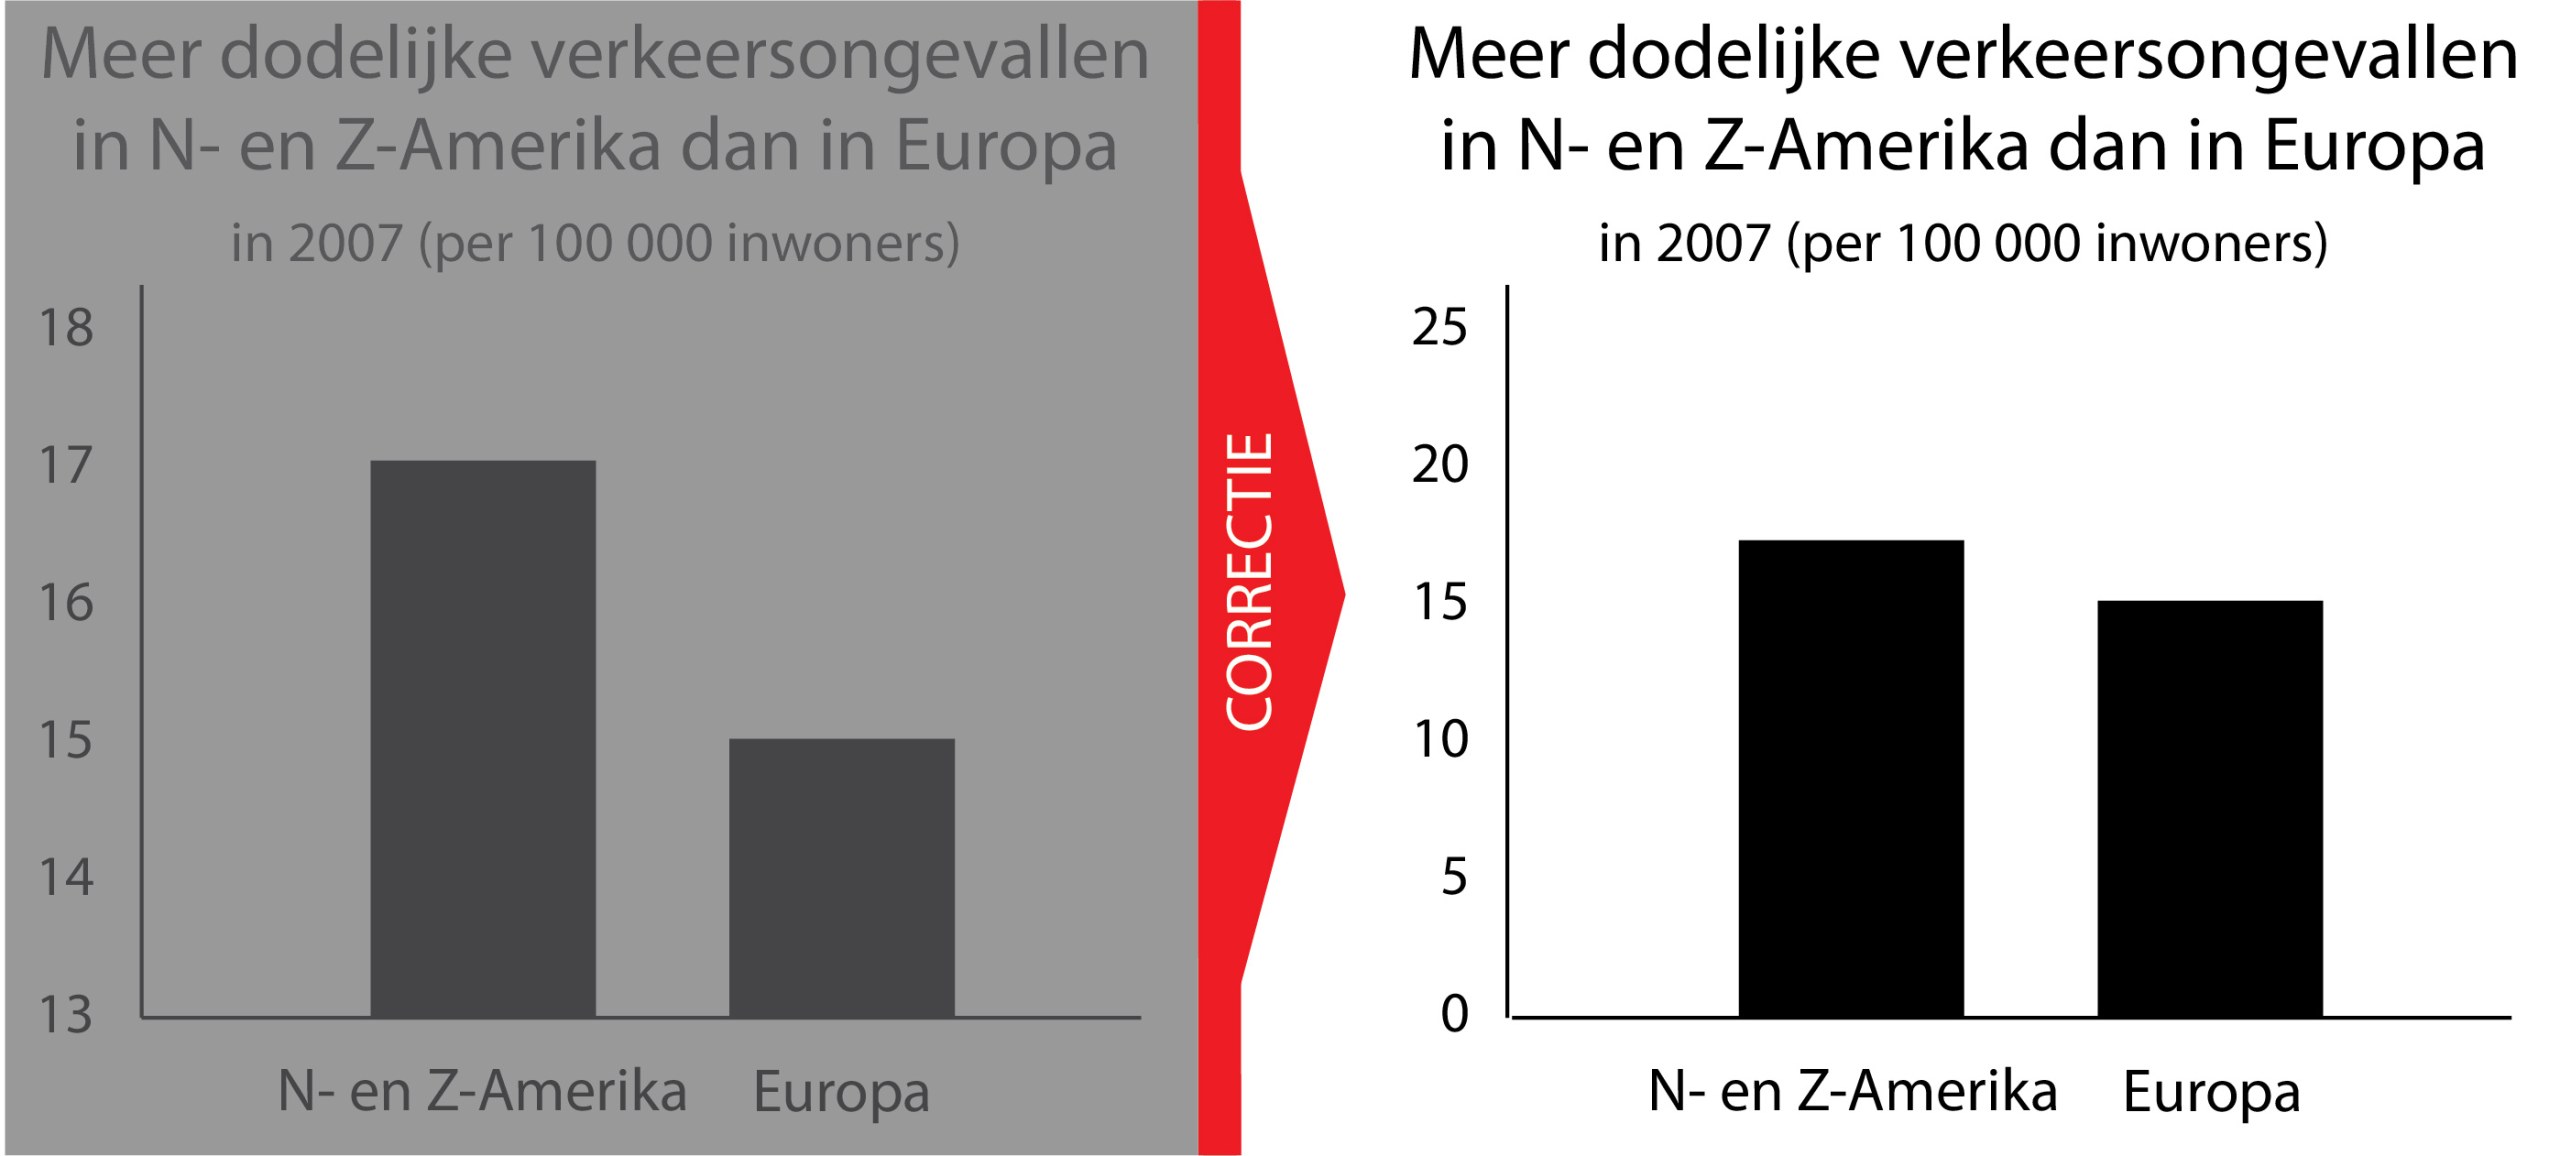 Meer dodelijke verkeersongevallen
in N- en Z-Amerika dan in Europa
in 2007 (per 100 000 inwoners)
18
17
16
15
14
13
N- en Z-Amerika Europa
CORRECTIE
Meer dodelijke verkeersongevallen
in N- en Z-Amerika dan in Europa
in 2007 (per 100 000 inwoners)
25
20
15
10
5
0
N- en Z-Amerika Europa